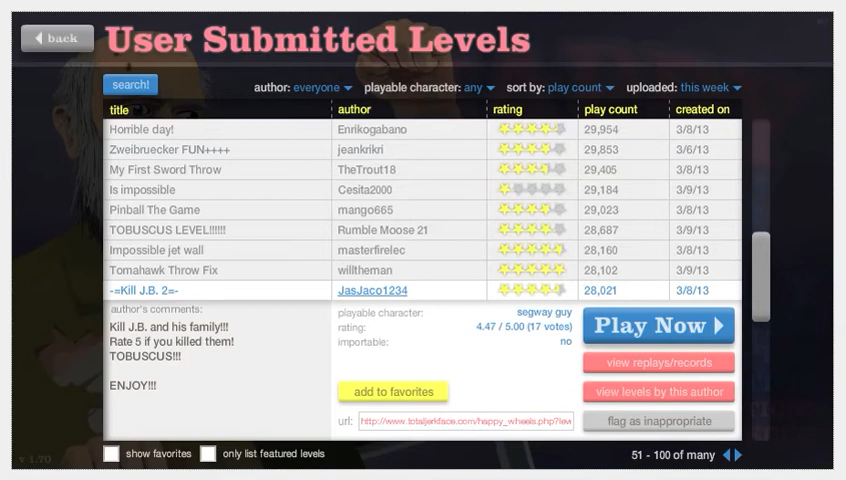 back
User Submitted Levels
search!
author: everyone playable character: any sort by: play count uploaded: this week
title author rating play count created on
Horrible day! Enrikogabano 29,954 3/8/13
Zweibruecker FUN++++ jeankrikri 29,853 3/6/13
My First Sword Throw TheTrout18 29,405 3/8/13
Is impossible Cesita2000 29,184 3/9/13
Pinball The Game mango665 29,023 3/8/13
TOBUSCUS LEVEL!!!!!! Rumble Moose 21 28,687 3/9/13
Impossible jet wall masterfirelec 28,160 3/8/13
Tomahawk Throw Fix willtheman 28,102 3/9/13
-=Kill J.B. 2=- JasJaco1234 28,021 3/8/13
author's comments:
Kill J.B. and his family!!!
Rate 5 if you killed them!
TOBUSCUS!!!
ENJOY!!!
playable character: segway guy
rating: 4.47 / 5.00 (17 votes)
importable: no
add to favorites
url: http://www.totaljerkface.com/happy_wheels.php?lev
Play Now
view replays/records
view levels by this author
flag as inappropriate
v 1.70
show favorites only list featured levels
51 - 100 of many